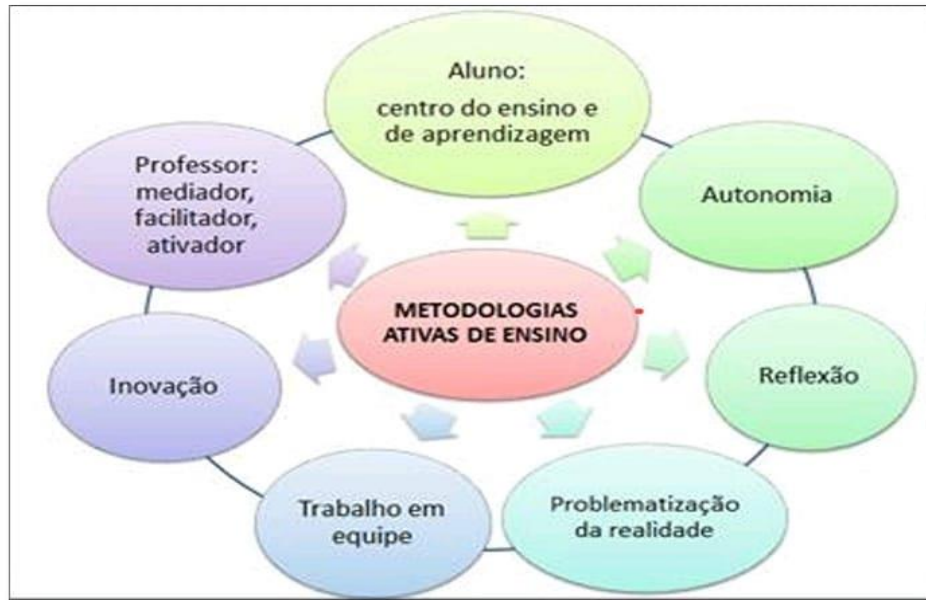 Aluno:
centro do ensino e
de aprendizagem
Autonomia
Reflexão
Problematização
da realidade
Trabalho em
equipe
Inovação
Professor:
mediador,
facilitador,
ativador
METODOLOGIAS
ATIVAS DE ENSINO